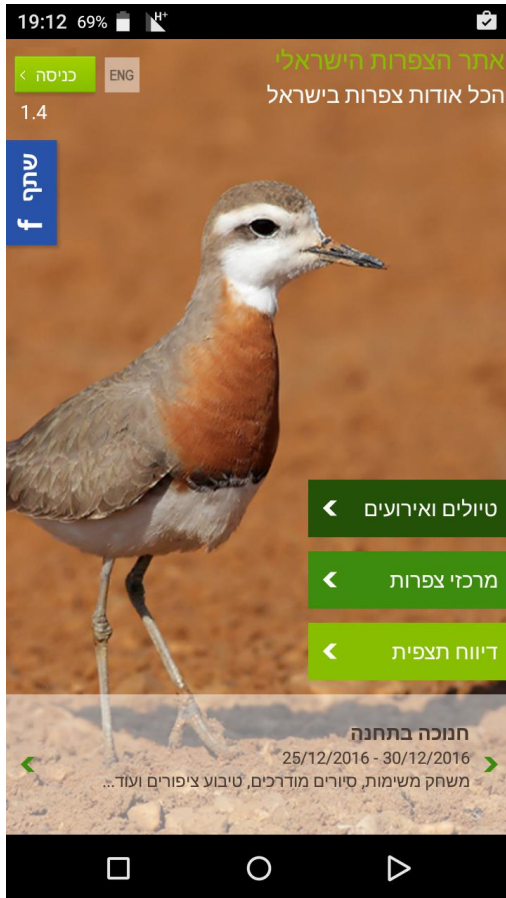 19:12 69% H+
אתר הצפרות הישראלי
הכל אודות צפרות בישראל
כניסה
ENG
1.4
שתף
f
טיולים ואירועים
מרכזי צפרות
דיווח תצפית
חנוכה בתחנה
25/12/2016 - 30/12/2016
משחק משימות, סיורים מודרכים, טיבוע ציפורים ועוד...